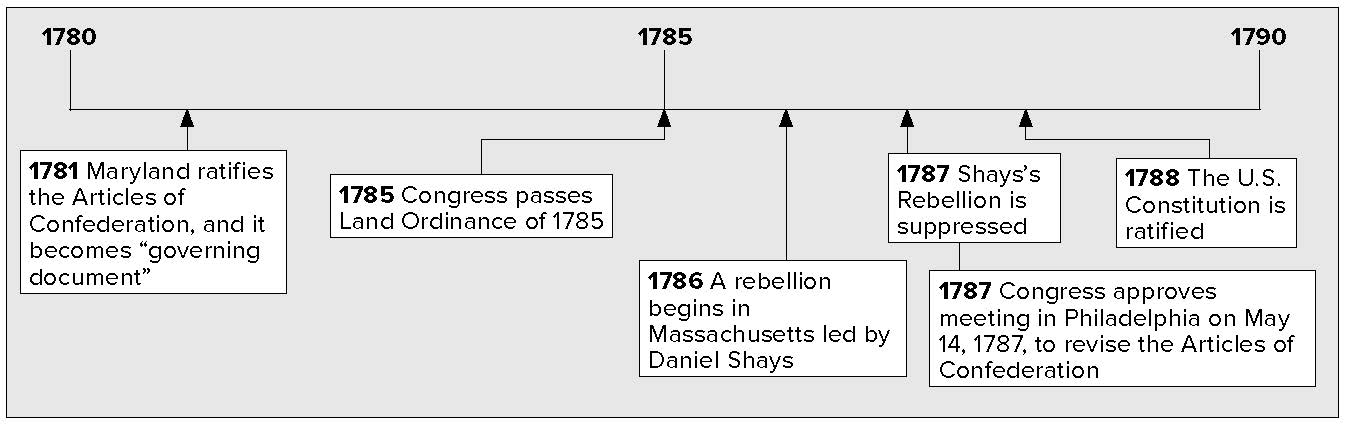 1780
1785
1790
1781 Maryland ratifies
the Articles of
Confederation, and it
becomes “governing
document”
1785 Congress passes
Land Ordinance of 1785
1786 A rebellion
begins in
Massachusetts led by
Daniel Shays
1787 Shays’s
Rebellion is
suppressed
1787 Congress approves
meeting in Philadelphia on May
14, 1787, to revise the Articles of
Confederation
1788 The U.S.
Constitution is
ratified